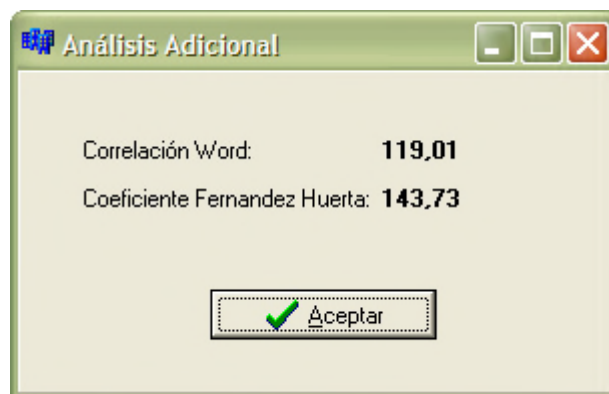 Análisis Adicional
Correlación Word: 119,01
Coeficiente Fernandez Huerta: 143,73
Aceptar